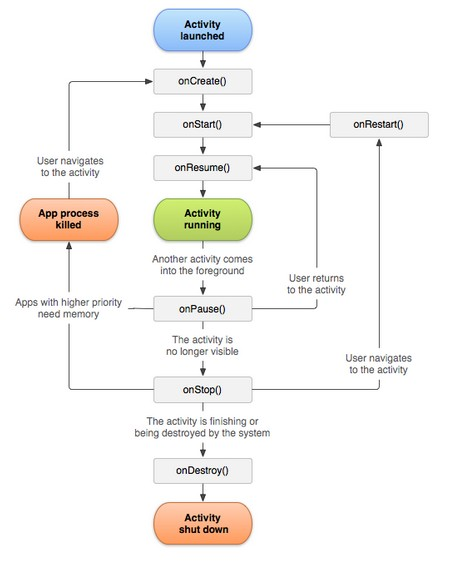 Activity
launched
onCreate()
onStart()
onRestart()
onResume()
User navigates
to the activity
App process
killed
Activity
running
Another activity comes
into the foreground
User returns
to the activity
Apps with higher priority
need memory
onPause()
The activity is
no longer visible
User navigates
to the activity
onStop()
The activity is finishing or
being destroyed by the system
onDestroy()
Activity
shut down